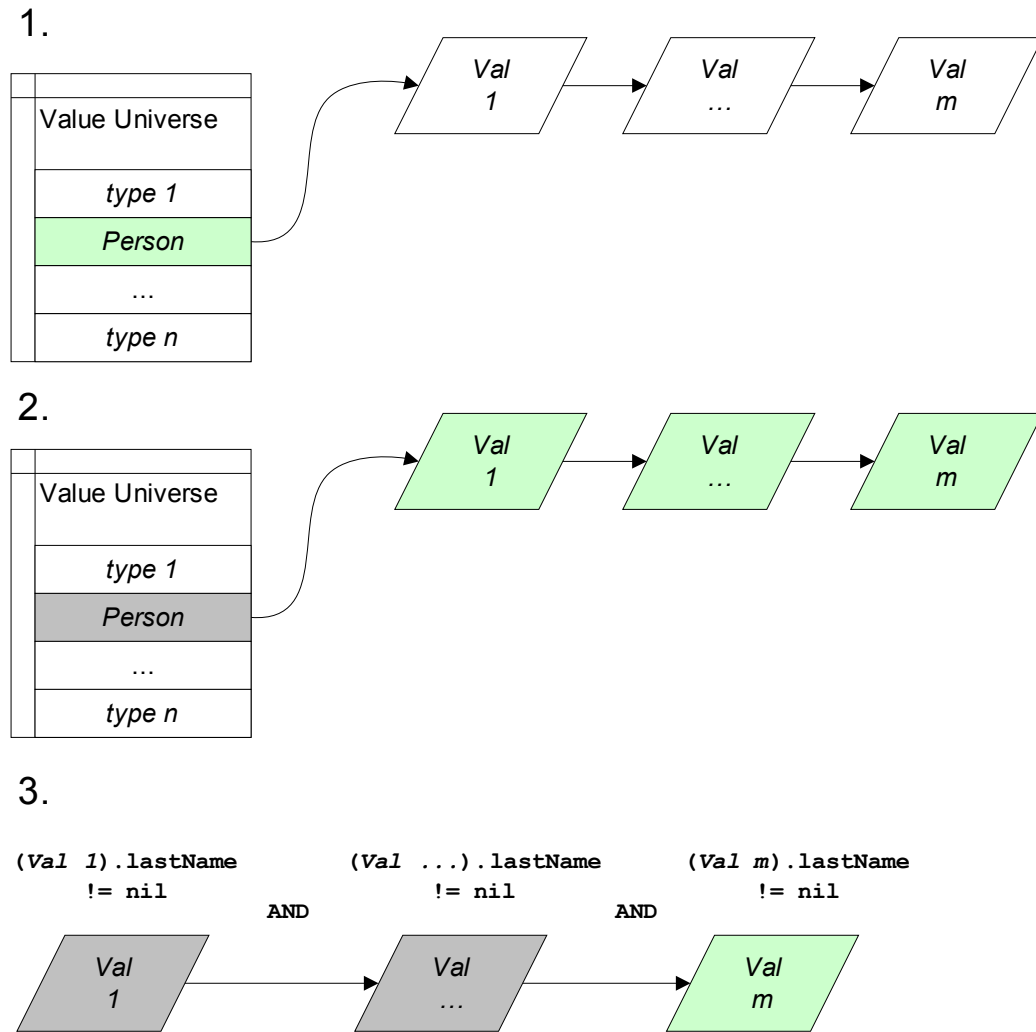 1.
Value Universe
type 1
Person
...
type n
Val
1
Val
...
Val
m
2.
Value Universe
type 1
Person
...
type n
Val
1
Val
...
Val
m
3.
(Val 1).lastName
!= nil
AND
(Val ...).lastName
!= nil
AND
(Val m).lastName
!= nil
Val
1
Val
...
Val
m